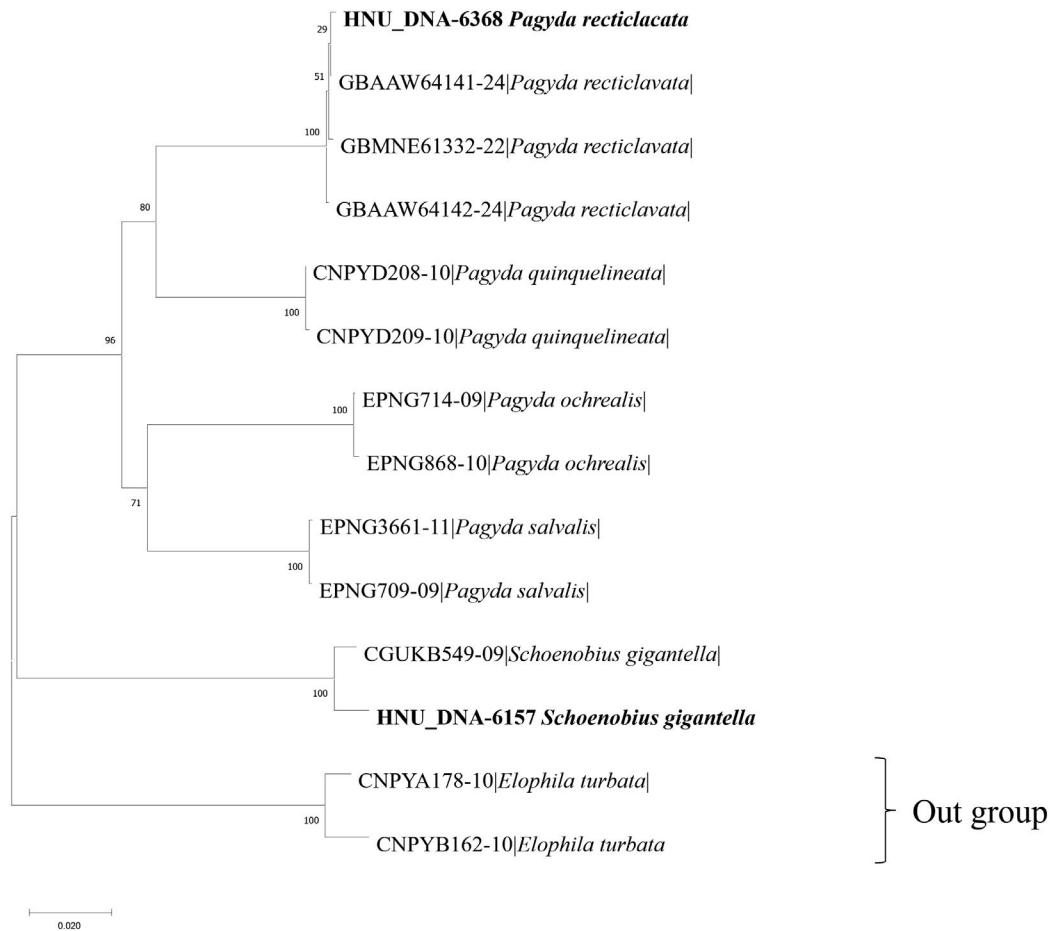 29
HNU_DNA-6368 Pagyda recticlacata
51
GBAAW64141-24|Pagyda recticlavata|
100
GBMNE61332-22|Pagyda recticlavata|
80
GBAAW64142-24|Pagyda recticlavata|
CNPYD208-10|Pagyda quinquelineata|
100
CNPYD209-10|Pagyda quinquelineata|
96
EPNG714-09|Pagyda ochrealis|
100
EPNG868-10|Pagyda ochrealis|
71
EPNG3661-11|Pagyda salvalis|
100
EPNG709-09|Pagyda salvalis|
CGUKB549-09|Schoenobius gigantella|
100
HNU_DNA-6157 Schoenobius gigantella
CNPYA178-10|Elophila turbata|
Out group
100
CNPYB162-10|Elophila turbata
0.020